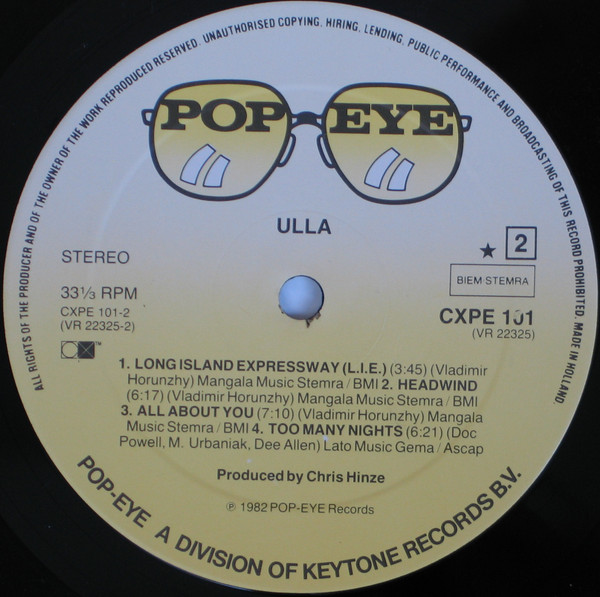 ALL RIGHTS OF THE PRODUCER AND OF THE OWNER OF THE WORK REPRODUCED RESERVED. UNAUTHORISED COPYING, HIRING, LENDING, PUBLIC PERFORMANCE AND BROADCASTING OF THIS RECORD PROHIBITED. MADE IN HOLLAND.
POP-EYE
ULLA
STEREO
★ 2
33⅓ RPM
BIEM STEMRA
CXPE 101-2
CXPE 101
(VR 22325-2)
(VR 22325)
TM
1. LONG ISLAND EXPRESSWAY (L.I.E.) (3:45) (Vladimir
Horunzhy) Mangala Music Stemra / BMI 2. HEADWIND
(6:17) (Vladimir Horunzhy) Mangala Music Stemra / BMI
3. ALL ABOUT YOU (7:10) (Vladimir Horunzhy) Mangala
Music Stemra / BMI 4. TOO MANY NIGHTS (6:21) (Doc
Powell, M. Urbaniak, Dee Allen) Lato Music Gema / Ascap
Produced by Chris Hinze
℗ 1982 POP-EYE Records
POP-EYE A DIVISION OF KEYTONE RECORDS B.V.